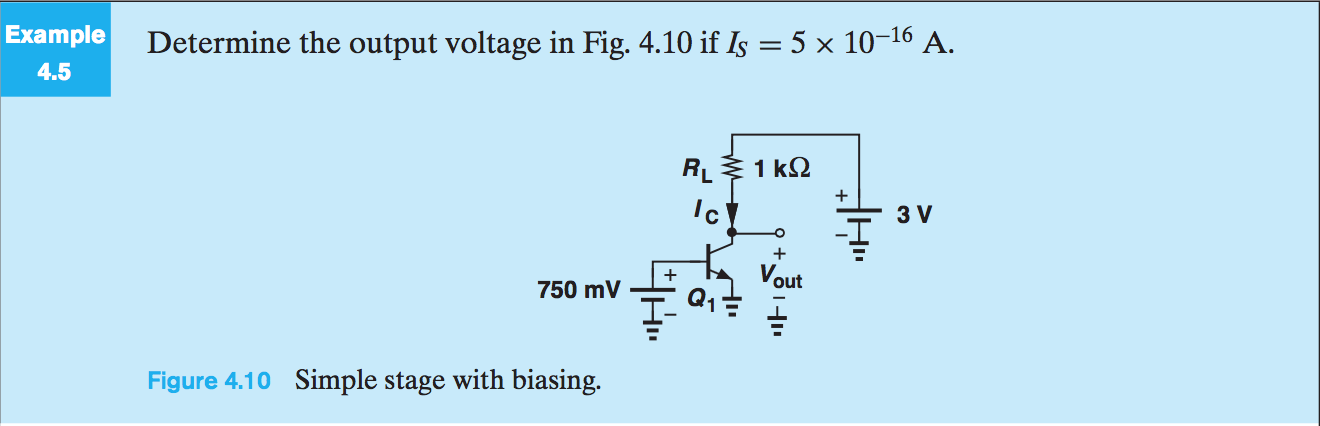 Example
4.5
Determine the output voltage in Fig. 4.10 if I_S = 5 × 10⁻¹⁶ A.
R_L 1 kΩ
I_C
+
3 V
−
+
750 mV
−
Q₁
+
V_out
−
Figure 4.10 Simple stage with biasing.